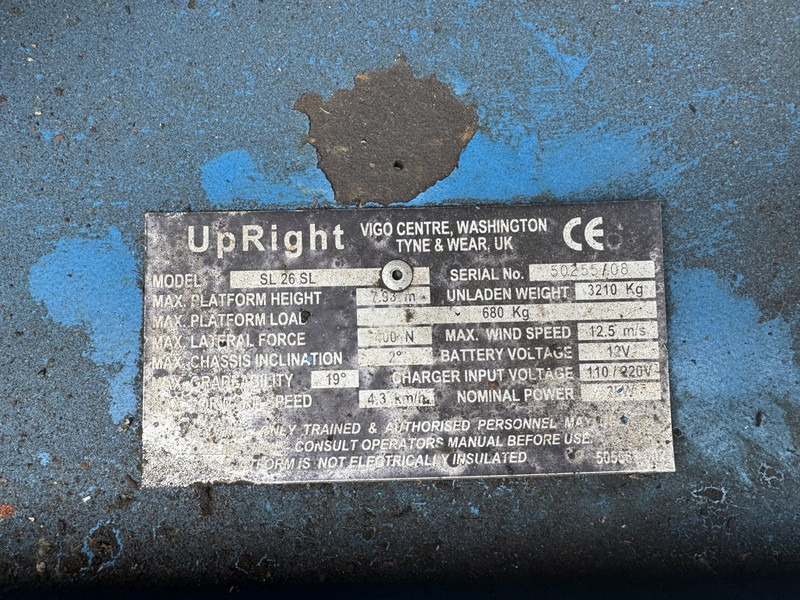 UpRight VIGO CENTRE, WASHINGTON
TYNE & WEAR, UK CE
MODEL SL 26 SL SERIAL No. 50255/08
MAX. PLATFORM HEIGHT 7.93 m UNLADEN WEIGHT 3210 Kg
MAX. PLATFORM LOAD 680 Kg
MAX. LATERAL FORCE 400 N MAX. WIND SPEED 12.5 m/s
MAX. CHASSIS INCLINATION 2° BATTERY VOLTAGE 12V
MAX. GRADEABILITY 19° CHARGER INPUT VOLTAGE 110/220V
SPEED 4.3 km/h NOMINAL POWER
ONLY TRAINED & AUTHORISED PERSONNEL MAY
CONSULT OPERATORS MANUAL BEFORE USE.
IS NOT ELECTRICALLY INSULATED